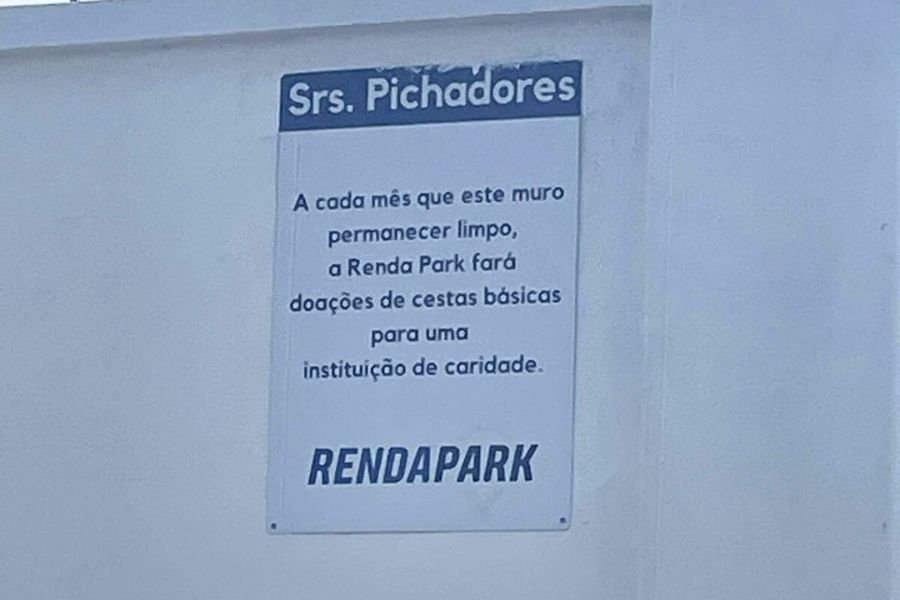 Srs. Pichadores
A cada mês que este muro
permanecer limpo,
a Renda Park fará
doações de cestas básicas
para uma
instituição de caridade.
RENDAPARK